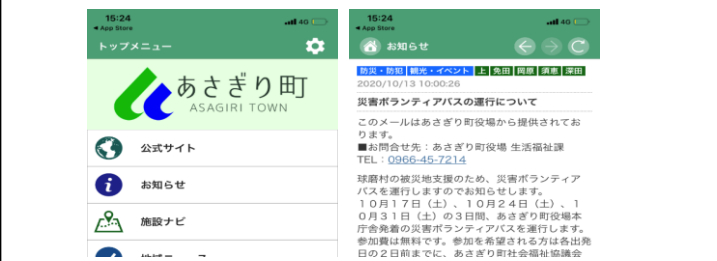 15:24
4G
◀ App Store
トップメニュー
あさぎり町
ASAGIRI TOWN
公式サイト
お知らせ
施設ナビ
15:24
4G
◀ App Store
お知らせ
防災・防犯 観光・イベント 上 免田 岡原 須恵 深田
2020/10/13 10:00:26
災害ボランティアバスの運行について
このメールはあさぎり町役場から提供されてお
ります。
■お問合せ先：あさぎり町役場 生活福祉課
TEL：0966-45-7214
球磨村の被災地支援のため、災害ボランティア
バスを運行しますのでお知らせします。
１０月１７日（土）、１０月２４日（土）、１
０月３１日（土）の３日間、あさぎり町役場本
庁舎発着の災害ボランティアバスを運行します。
参加費は無料です。参加を希望される方は各出発
日の２日前までに、あさぎり町社会福祉協議会